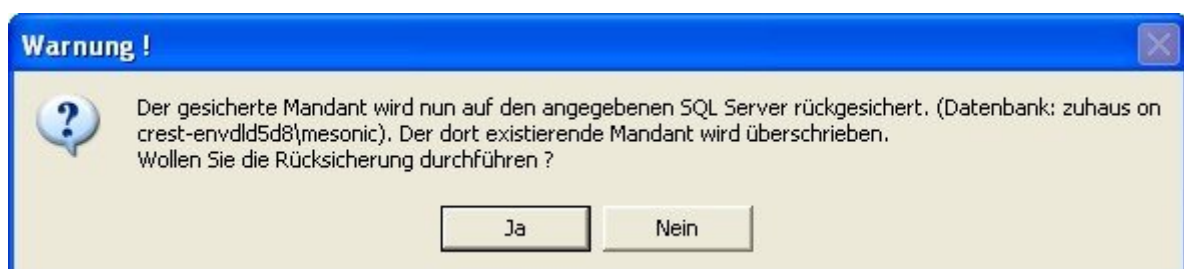 Warnung !
Der gesicherte Mandant wird nun auf den angegebenen SQL Server rückgesichert. (Datenbank: zuhaus on
crest-envdld5d8\mesonic). Der dort existierende Mandant wird überschrieben.
Wollen Sie die Rücksicherung durchführen ?
Ja
Nein